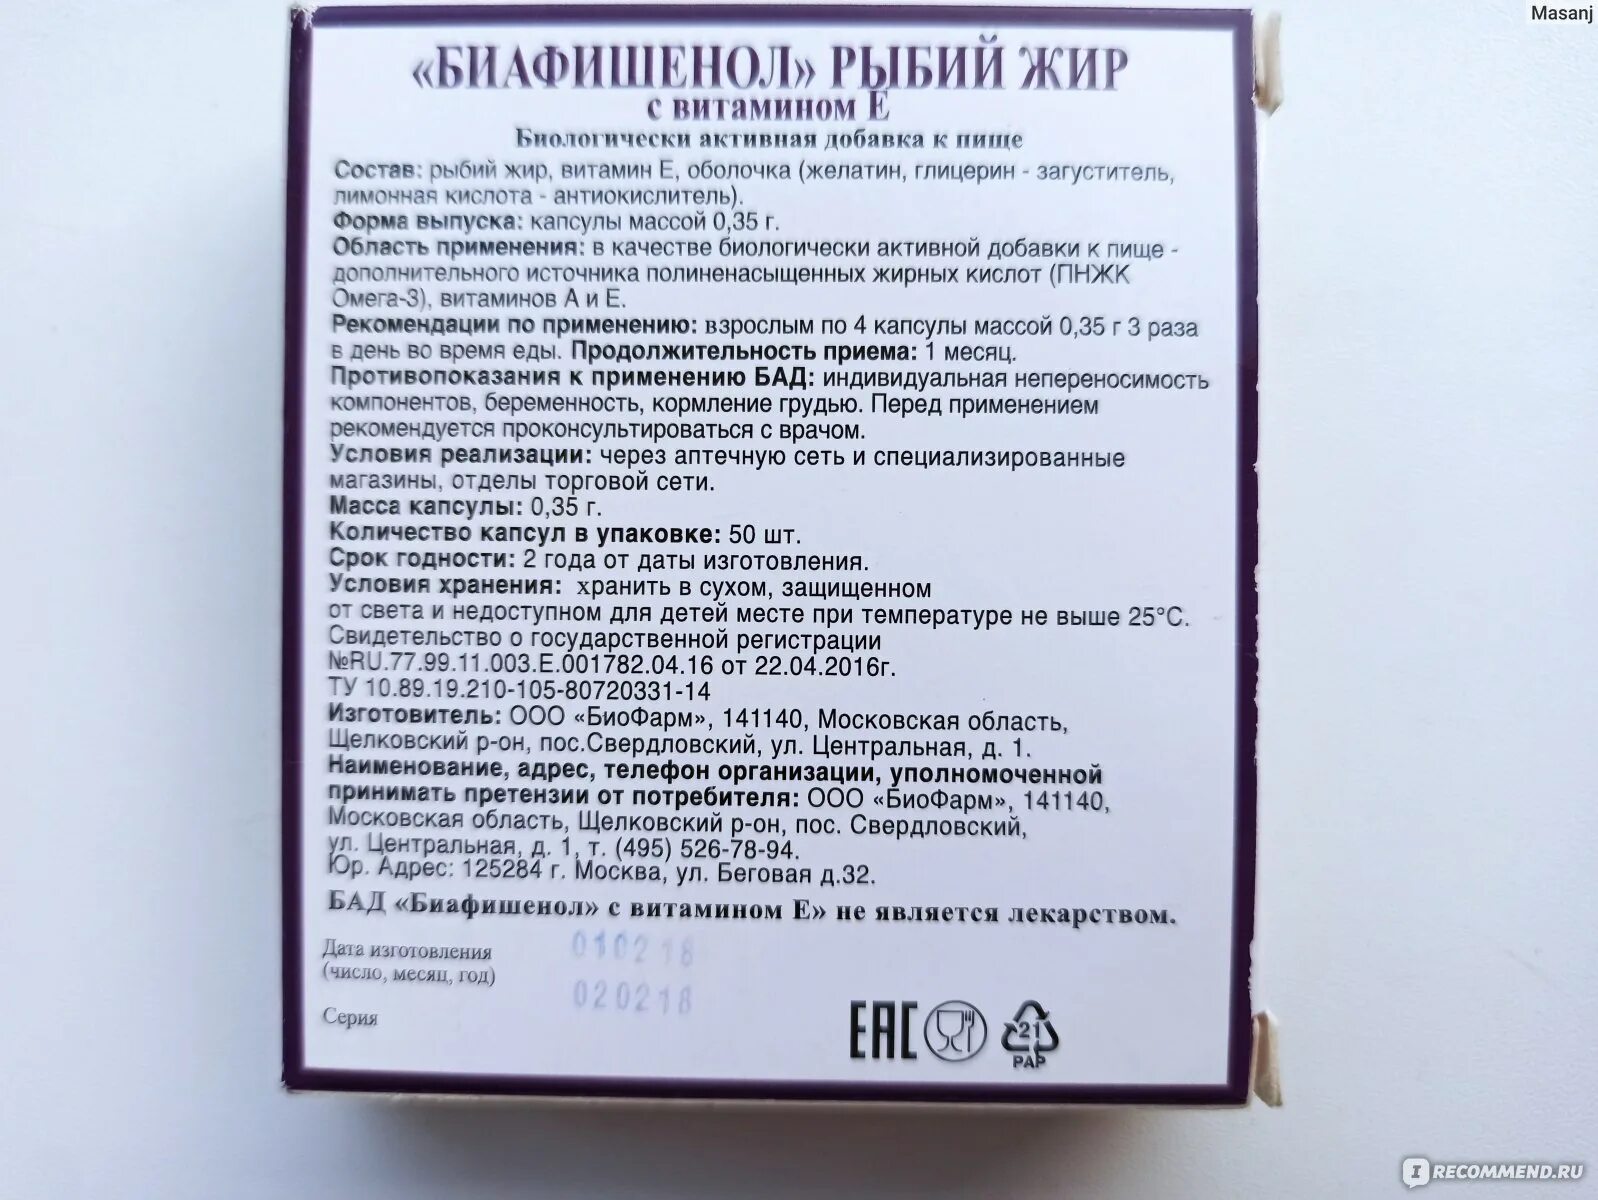 Masanj
«БИАФИШЕНОЛ» РЫБИЙ ЖИР
с витамином Е
Биологически активная добавка к пище
Состав: рыбий жир, витамин Е, оболочка (желатин, глицерин - загуститель,
лимонная кислота - антиокислитель).
Форма выпуска: капсулы массой 0,35 г.
Область применения: в качестве биологически активной добавки к пище -
дополнительного источника полиненасыщенных жирных кислот (ПНЖК
Омега-3), витаминов А и Е.
Рекомендации по применению: взрослым по 4 капсулы массой 0,35 г 3 раза
в день во время еды. Продолжительность приема: 1 месяц.
Противопоказания к применению БАД: индивидуальная непереносимость
компонентов, беременность, кормление грудью. Перед применением
рекомендуется проконсультироваться с врачом.
Условия реализации: через аптечную сеть и специализированные
магазины, отделы торговой сети.
Масса капсулы: 0,35 г.
Количество капсул в упаковке: 50 шт.
Срок годности: 2 года от даты изготовления.
Условия хранения: хранить в сухом, защищенном
от света и недоступном для детей месте при температуре не выше 25°С.
Свидетельство о государственной регистрации
№RU.77.99.11.003.Е.001782.04.16 от 22.04.2016г.
ТУ 10.89.19.210-105-80720331-14
Изготовитель: ООО «БиоФарм», 141140, Московская область,
Щелковский р-он, пос.Свердловский, ул. Центральная, д. 1.
Наименование, адрес, телефон организации, уполномоченной
принимать претензии от потребителя: ООО «БиоФарм», 141140,
Московская область, Щелковский р-он, пос. Свердловский,
ул. Центральная, д. 1, т. (495) 526-78-94.
Юр. Адрес: 125284 г. Москва, ул. Беговая д.32.
БАД «Биафишенол» с витамином Е» не является лекарством.
Дата изготовления 010218
(число, месяц, год)
020218
Серия
ЕАС
21
PAP
IRECOMMEND.RU